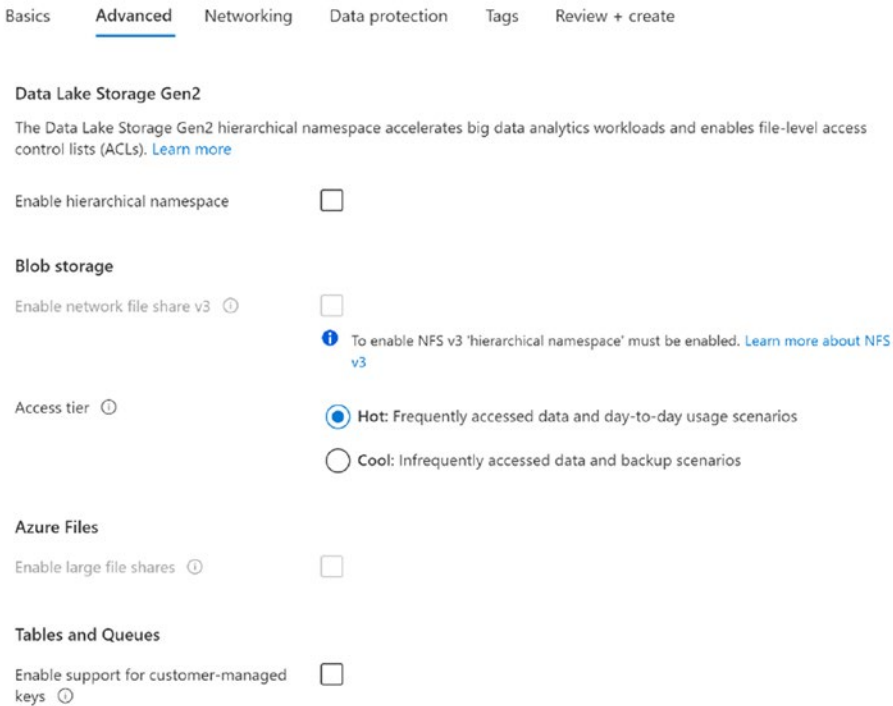 Basics Advanced Networking Data protection Tags Review + create
Data Lake Storage Gen2
The Data Lake Storage Gen2 hierarchical namespace accelerates big data analytics workloads and enables file-level access
control lists (ACLs). Learn more
Enable hierarchical namespace
Blob storage
Enable network file share v3
To enable NFS v3 'hierarchical namespace' must be enabled. Learn more about NFS
v3
Access tier
Hot: Frequently accessed data and day-to-day usage scenarios
Cool: Infrequently accessed data and backup scenarios
Azure Files
Enable large file shares
Tables and Queues
Enable support for customer-managed
keys